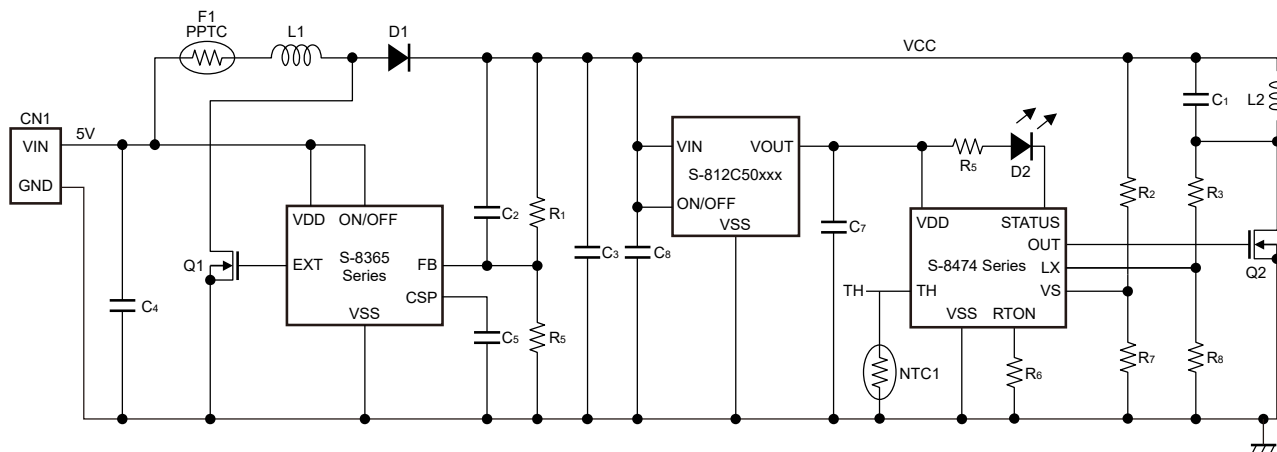 F1
PPTC
L1
D1
VCC
CN1
VIN
GND
5V
VDD
ON/OFF
S-8365
Series
EXT
FB
CSP
VSS
Q1
C4
C2
R1
C5
R5
C3
C8
VIN
VOUT
S-812C50xxx
ON/OFF
VSS
C7
R5
D2
VDD
STATUS
OUT
S-8474 Series
LX
TH
TH
VS
VSS
RTON
NTC1
R6
R2
R7
C1
R3
R8
L2
Q2